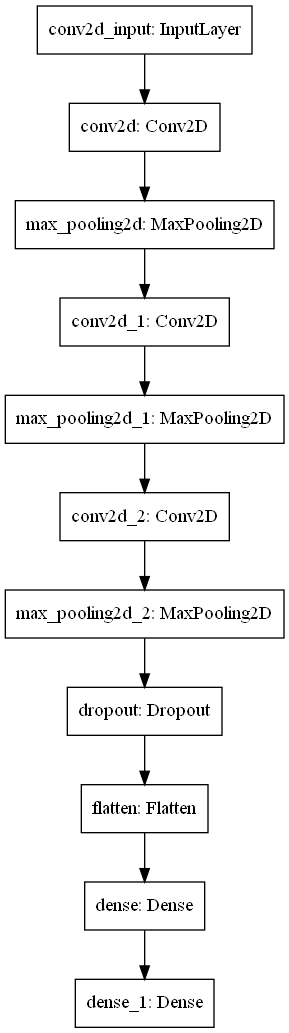 conv2d_input: InputLayer
conv2d: Conv2D
max_pooling2d: MaxPooling2D
conv2d_1: Conv2D
max_pooling2d_1: MaxPooling2D
conv2d_2: Conv2D
max_pooling2d_2: MaxPooling2D
dropout: Dropout
flatten: Flatten
dense: Dense
dense_1: Dense